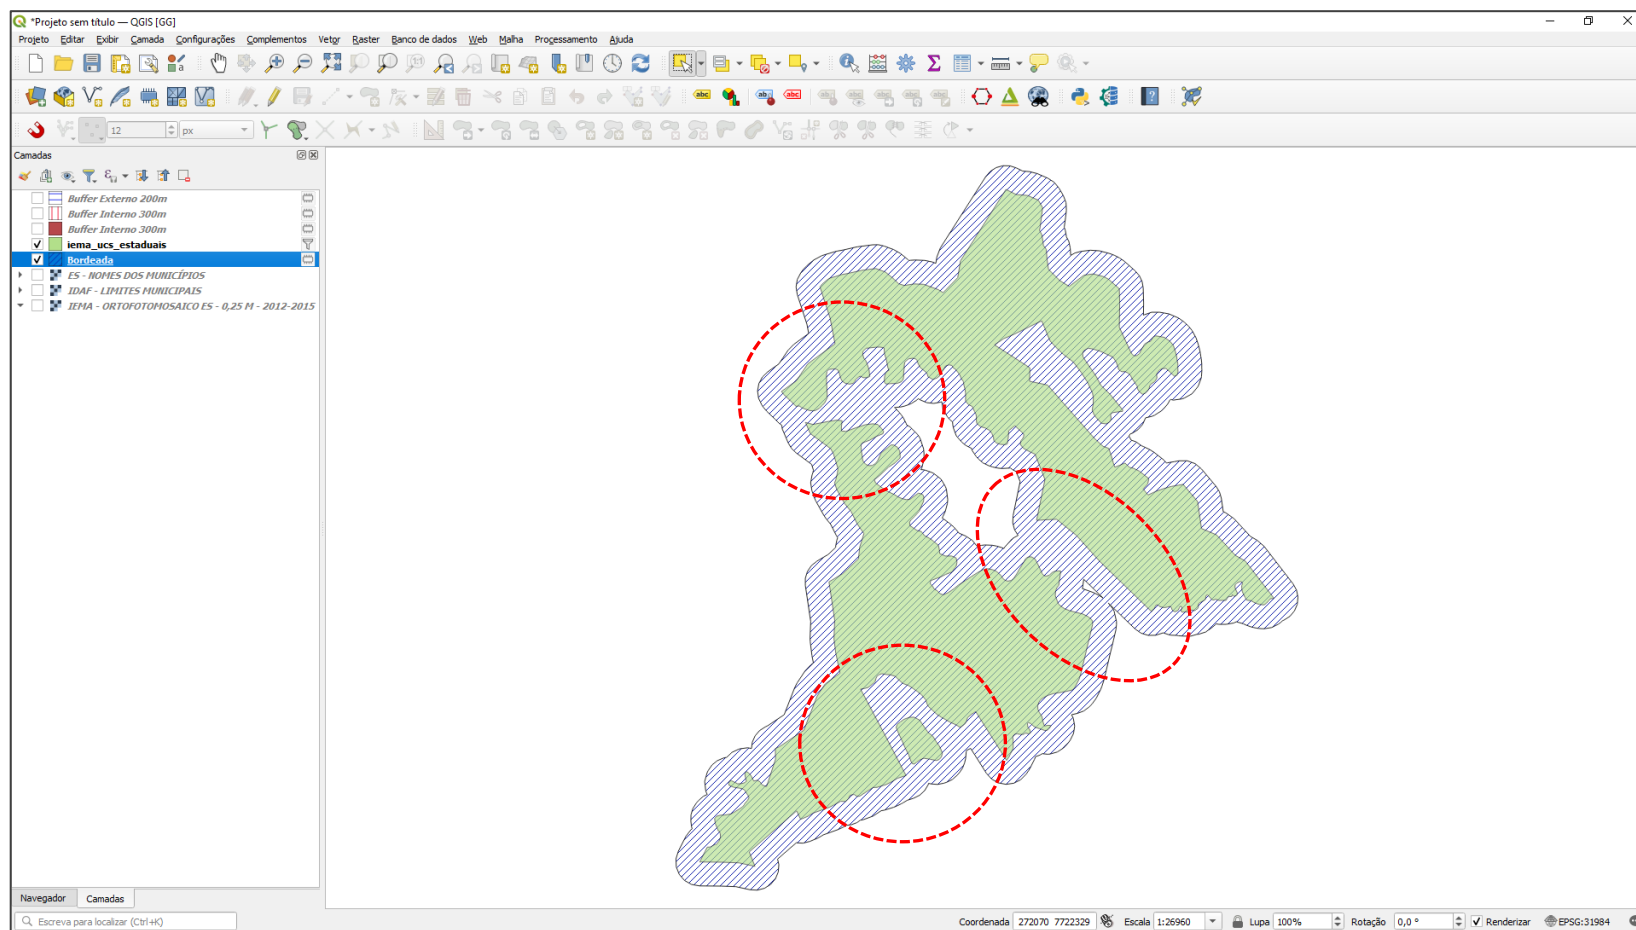 *Projeto sem título — QGIS [GG]
Projeto Editar Exibir Camada Configurações Complementos Vetor Raster Banco de dados Web Malha Processamento Ajuda
abc abc abc
12 px
Camadas
Buffer Externo 200m
Buffer Interno 300m
Buffer Interno 300m
iema_ucs_estaduais
Bordeada
ES - NOMES DOS MUNICÍPIOS
IDAF - LIMITES MUNICIPAIS
IEMA - ORTOFOTOMOSAICO ES - 0,25 M - 2012-2015
Navegador Camadas
Escreva para localizar (Ctrl+K) Coordenada 272070 7722329 Escala 1:26960 Lupa 100% Rotação 0,0 ° Renderizar EPSG:31984